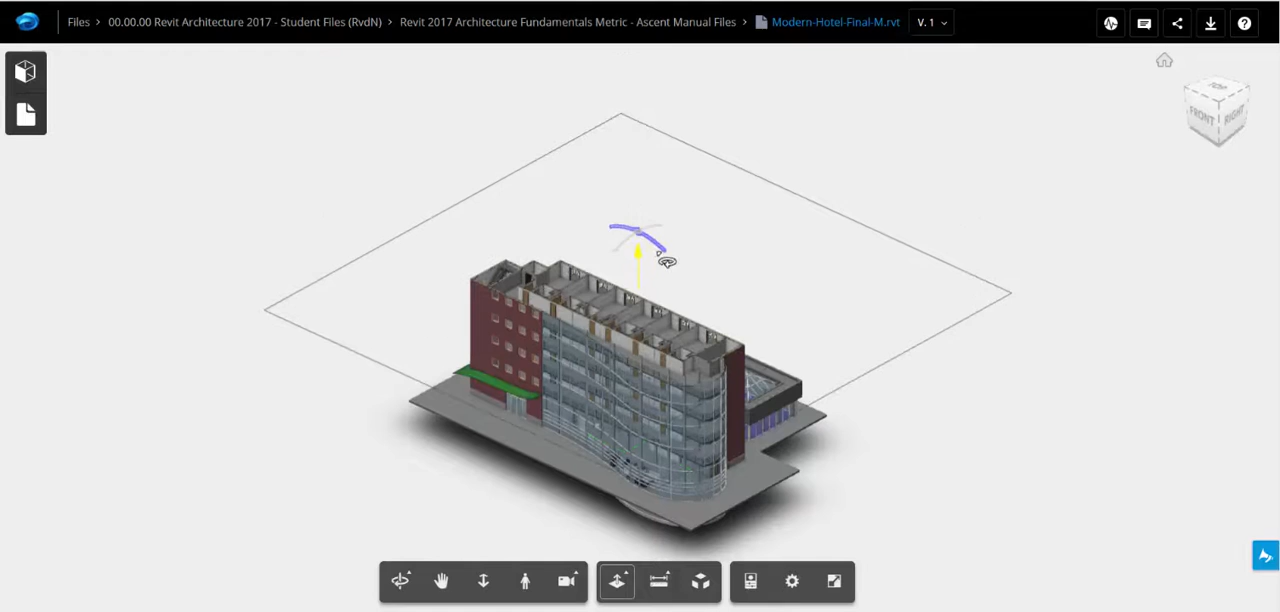 Files > 00.00.00 Revit Architecture 2017 - Student Files (RvdN) > Revit 2017 Architecture Fundamentals Metric - Ascent Manual Files > Modern-Hotel-Final-M.rvt V. 1
TOP
FRONT RIGHT